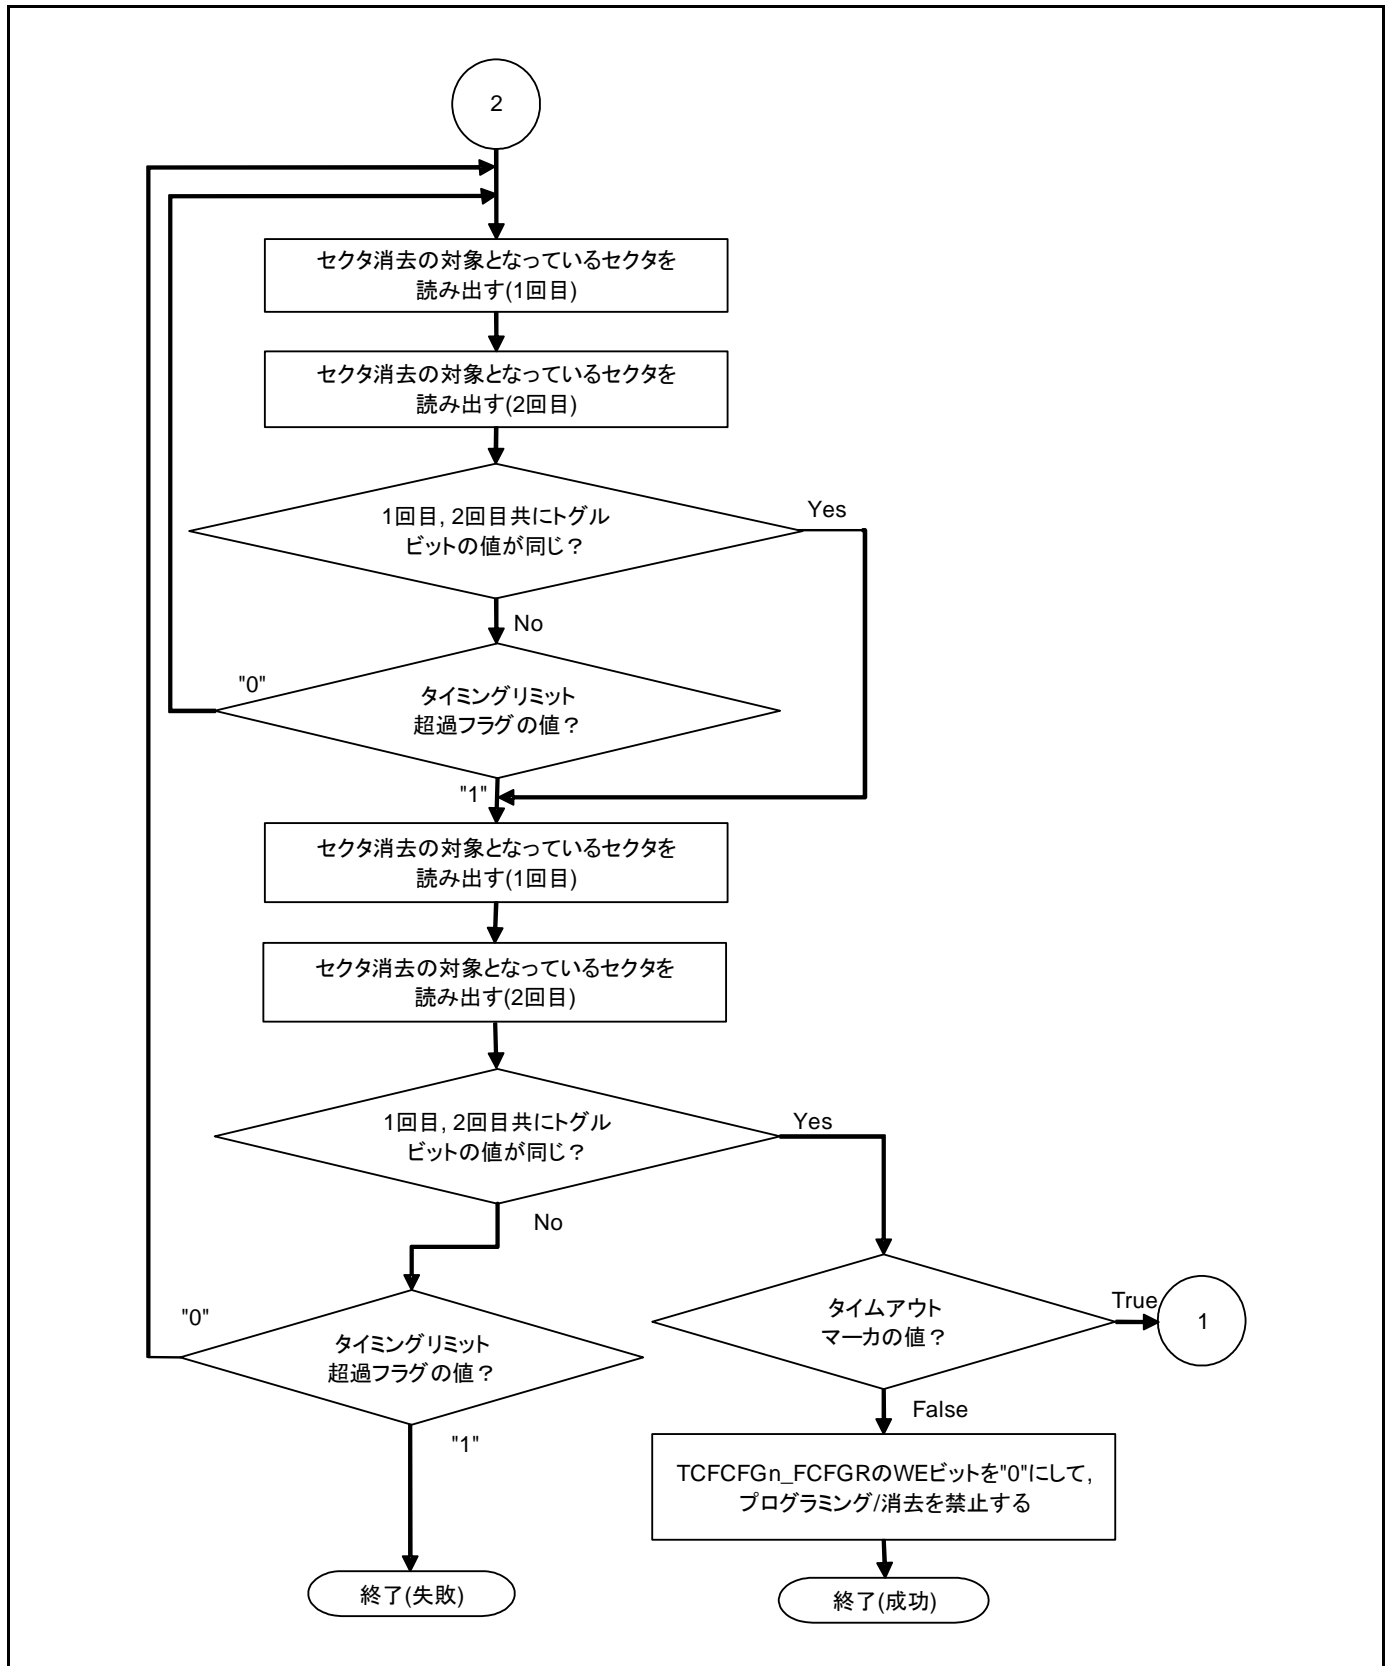 2
セクタ消去の対象となっているセクタを
読み出す(1回目)
セクタ消去の対象となっているセクタを
読み出す(2回目)
1回目, 2回目共にトグル
ビットの値が同じ？
Yes
No
タイミングリミット
超過フラグの値？
"0"
"1"
セクタ消去の対象となっているセクタを
読み出す(1回目)
セクタ消去の対象となっているセクタを
読み出す(2回目)
1回目, 2回目共にトグル
ビットの値が同じ？
Yes
No
タイムアウト
マーカの値？
True
1
"0"
タイミングリミット
超過フラグの値？
"1"
False
TCFCFGn_FCFGRのWEビットを"0"にして,
プログラミング/消去を禁止する
終了(失敗)
終了(成功)